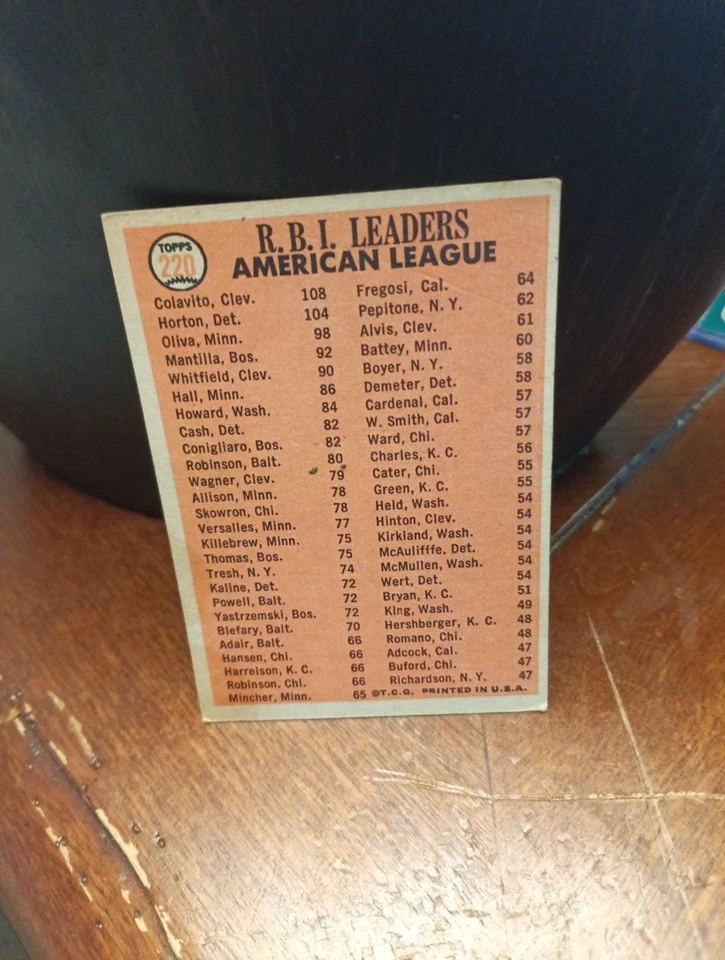 TOPPS
220
R. B. I. LEADERS
AMERICAN LEAGUE
Colavito, Clev. 108
Horton, Det. 104
Oliva, Minn. 98
Mantilla, Bos. 92
Whitfield, Clev. 90
Hall, Minn. 86
Howard, Wash. 84
Cash, Det. 82
Conigliaro, Bos. 82
Robinson, Balt. 80
Wagner, Clev. 79
Allison, Minn. 78
Skowron, Chi. 78
Versalles, Minn. 77
Killebrew, Minn. 75
Thomas, Bos. 75
Tresh, N. Y. 74
Kaline, Det. 72
Powell, Balt. 72
Yastrzemski, Bos. 72
Blefary, Balt. 70
Adair, Balt. 66
Hansen, Chi. 66
Harrelson, K. C. 66
Robinson, Chi. 66
Mincher, Minn. 65
Fregosi, Cal. 64
Pepitone, N. Y. 62
Alvis, Clev. 61
Battey, Minn. 60
Boyer, N. Y. 58
Demeter, Det. 58
Cardenal, Cal. 57
W. Smith, Cal. 57
Ward, Chi. 57
Charles, K. C. 56
Cater, Chi. 55
Green, K. C. 55
Held, Wash. 54
Hinton, Clev. 54
Kirkland, Wash. 54
McAulifffe, Det. 54
McMullen, Wash. 54
Wert, Det. 54
Bryan, K. C. 51
King, Wash. 49
Hershberger, K. C. 48
Romano, Chi. 48
Adcock, Cal. 47
Buford, Chi. 47
Richardson, N. Y. 47
©T.C.G. PRINTED IN U.S.A.